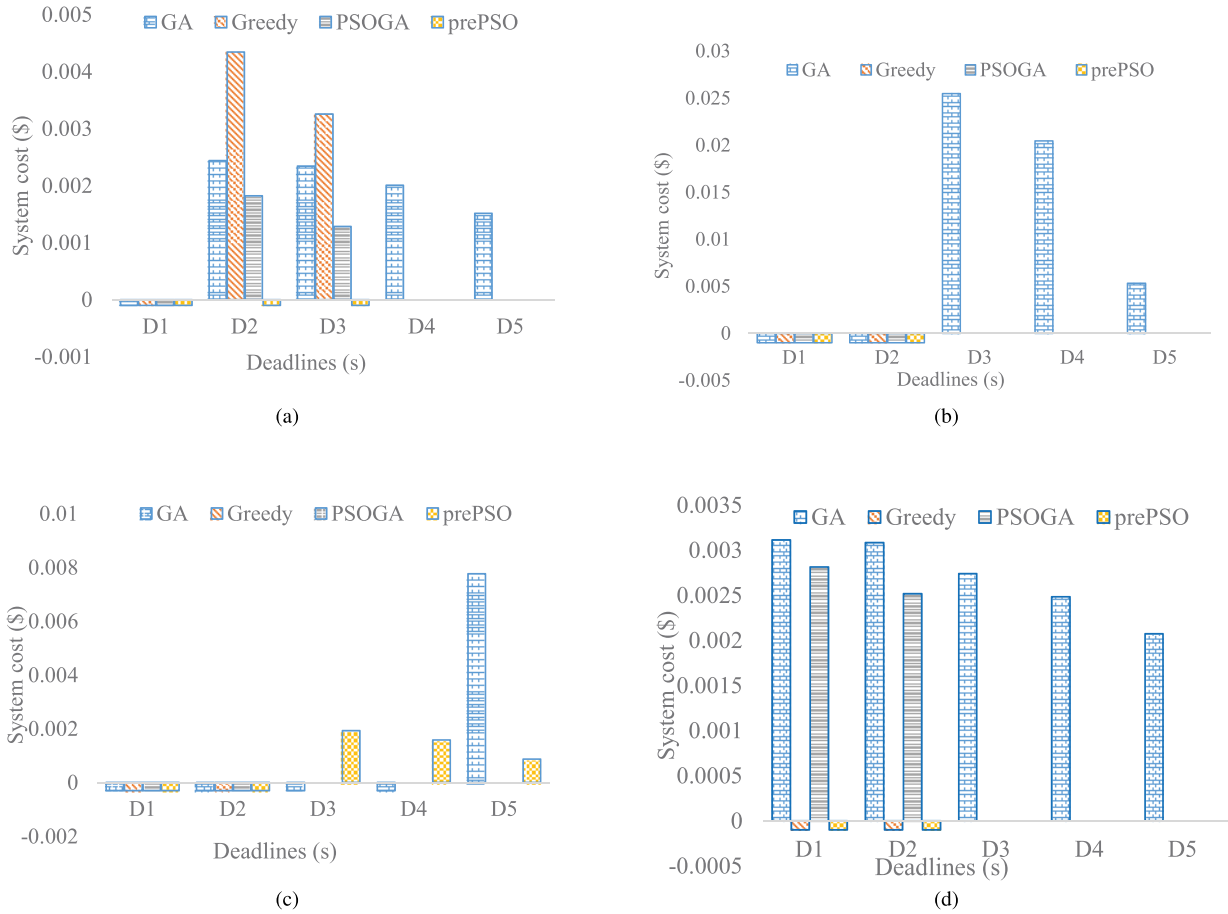 0.005
GA Greedy PSOGA prePSO
0.004
0.003
0.002
0.001
0
-0.001
System cost ($)
D1 D2 D3 D4 D5
Deadlines (s)
(a)
0.03
GA Greedy PSOGA prePSO
0.025
0.02
0.015
0.01
0.005
0
-0.005
System cost ($)
D1 D2 D3 D4 D5
Deadlines (s)
(b)
0.01
GA Greedy PSOGA prePSO
0.008
0.006
0.004
0.002
0
-0.002
System cost ($)
D1 D2 D3 D4 D5
Deadlines (s)
(c)
0.0035
GA Greedy PSOGA prePSO
0.003
0.0025
0.002
0.0015
0.001
0.0005
0
-0.0005
System cost ($)
D1 D2 D3 D4 D5
Deadlines (s)
(d)